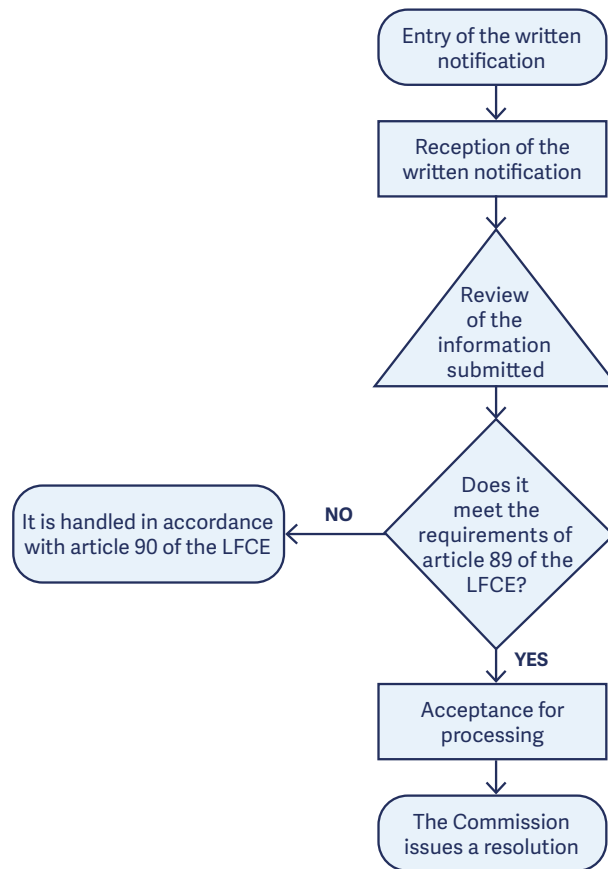 Entry of the written
notification
Reception of the
written notification
Review
of the
information
submitted
Does it
meet the
requirements of
article 89 of the
LFCE?
NO
It is handled in accordance
with article 90 of the LFCE
YES
Acceptance for
processing
The Commission
issues a resolution